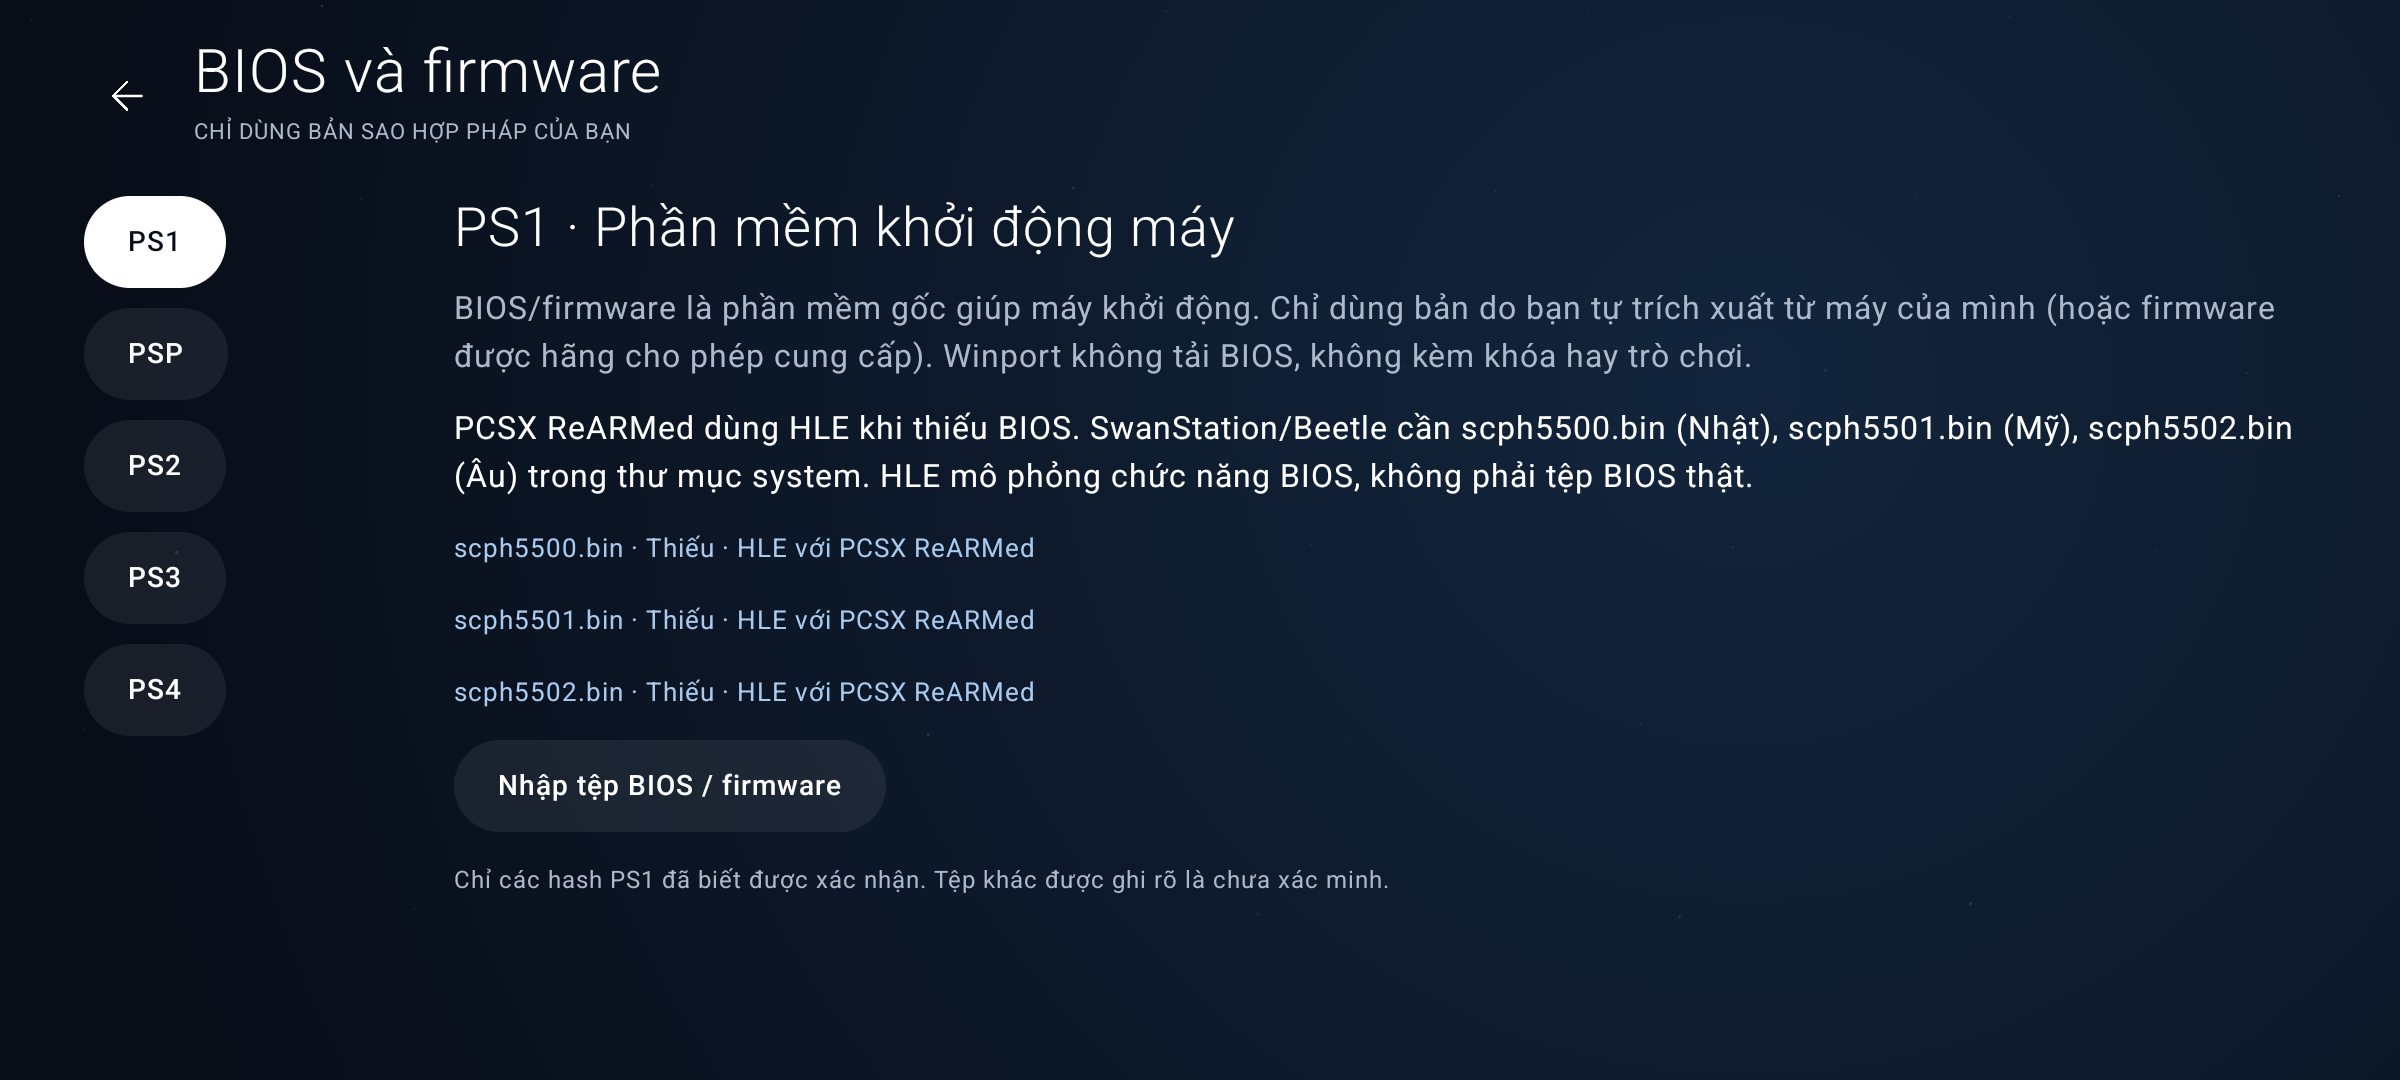 BIOS và firmware
CHỈ DÙNG BẢN SAO HỢP PHÁP CỦA BẠN
PS1
PSP
PS2
PS3
PS4
PS1 · Phần mềm khởi động máy
BIOS/firmware là phần mềm gốc giúp máy khởi động. Chỉ dùng bản do bạn tự trích xuất từ máy của mình (hoặc firmware
được hãng cho phép cung cấp). Winport không tải BIOS, không kèm khóa hay trò chơi.
PCSX ReARMed dùng HLE khi thiếu BIOS. SwanStation/Beetle cần scph5500.bin (Nhật), scph5501.bin (Mỹ), scph5502.bin
(Âu) trong thư mục system. HLE mô phỏng chức năng BIOS, không phải tệp BIOS thật.
scph5500.bin · Thiếu · HLE với PCSX ReARMed
scph5501.bin · Thiếu · HLE với PCSX ReARMed
scph5502.bin · Thiếu · HLE với PCSX ReARMed
Nhập tệp BIOS / firmware
Chỉ các hash PS1 đã biết được xác nhận. Tệp khác được ghi rõ là chưa xác minh.